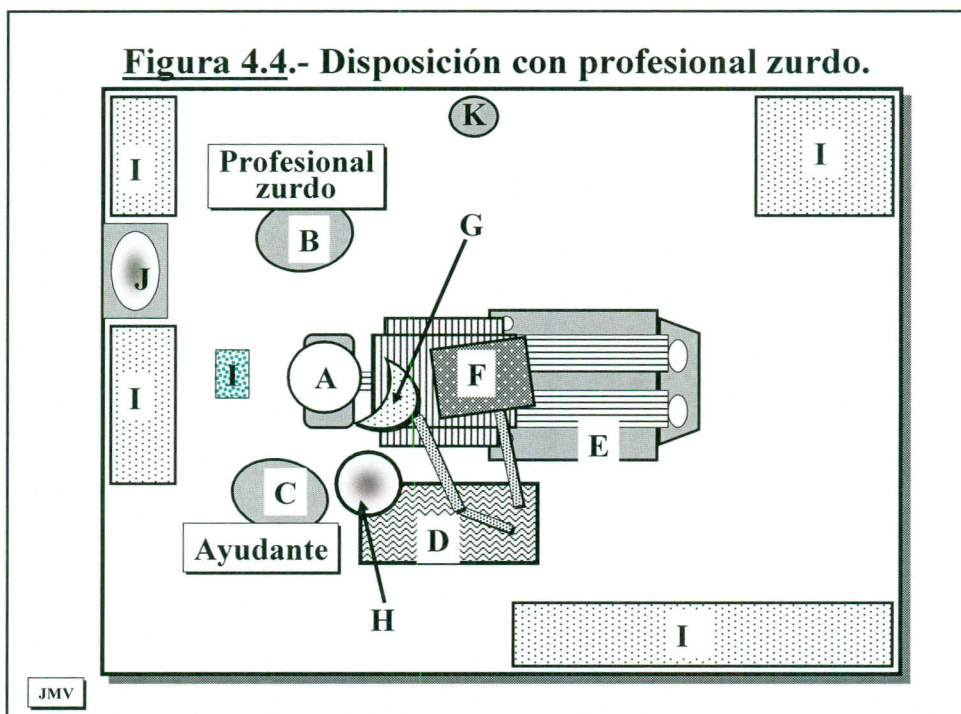 Figura 4.4.- Disposición con profesional zurdo.
K
I
I
Profesional
zurdo
G
B
J
I
A
F
I
E
C
D
Ayudante
H
I
JMV